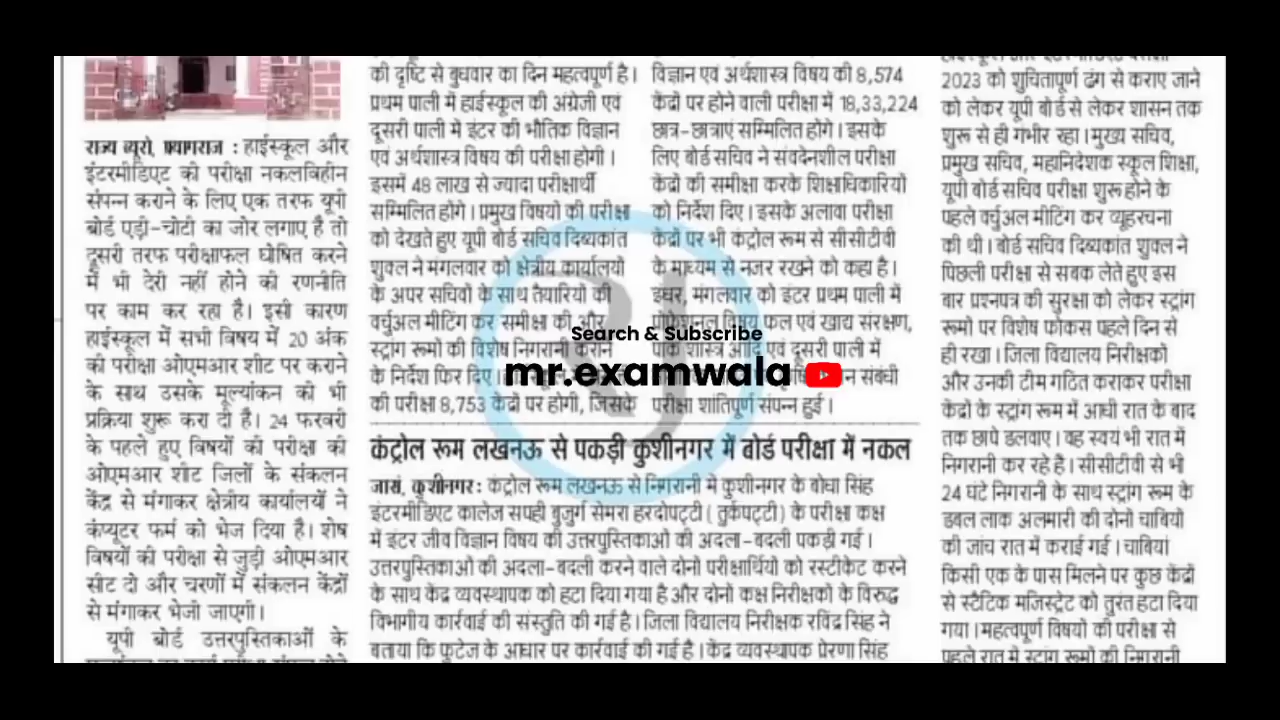 राज्य ब्यूरो, प्रयागराज : हाईस्कूल और
इंटरमीडिएट की परीक्षा नकलविहीन
संपन्न कराने के लिए एक तरफ यूपी
बोर्ड एड़ी-चोटी का जोर लगाए है तो
दूसरी तरफ परीक्षाफल घोषित करने
में भी देरी नहीं होने की रणनीति
पर काम कर रहा है। इसी कारण
हाईस्कूल में सभी विषय में 20 अंक
की परीक्षा ओएमआर शीट पर कराने
के साथ उसके मूल्यांकन की भी
प्रक्रिया शुरू करा दी है। 24 फरवरी
के पहले हुए विषयों की परीक्षा की
ओएमआर शीट जिलों के संकलन
केंद्र से मंगाकर क्षेत्रीय कार्यालयों ने
कंप्यूटर फर्म को भेज दिया है। शेष
विषयों की परीक्षा से जुड़ी ओएमआर
सीट दो और चरणों में संकलन केंद्रों
से मंगाकर भेजी जाएगी।
यूपी बोर्ड उत्तरपुस्तिकाओं के
की दृष्टि से बुधवार का दिन महत्वपूर्ण है।
प्रथम पाली में हाईस्कूल की अंग्रेजी एवं
दूसरी पाली में इंटर की भौतिक विज्ञान
एवं अर्थशास्त्र विषय की परीक्षा होगी।
इसमें 48 लाख से ज्यादा परीक्षार्थी
सम्मिलित होंगे। प्रमुख विषयों की परीक्षा
को देखते हुए यूपी बोर्ड सचिव दिब्यकांत
शुक्ल ने मंगलवार को क्षेत्रीय कार्यालयों
के अपर सचिवों के साथ तैयारियों की
वर्चुअल मीटिंग कर समीक्षा की और
स्ट्रांग रूमों की विशेष निगरानी कराने
के निर्देश फिर दिए।
की परीक्षा 8,753 केंद्रों पर होगी, जिसके
विज्ञान एवं अर्थशास्त्र विषय की 8,574
केंद्रों पर होने वाली परीक्षा में 18,33,224
छात्र-छात्राएं सम्मिलित होंगे। इसके
लिए बोर्ड सचिव ने संवेदनशील परीक्षा
केंद्रों की समीक्षा करके शिक्षाधिकारियों
को निर्देश दिए। इसके अलावा परीक्षा
केंद्रों पर भी कंट्रोल रूम से सीसीटीवी
के माध्यम से नजर रखने को कहा है।
इधर, मंगलवार को इंटर प्रथम पाली में
प्रोफेशनल विषय फल एवं खाद्य संरक्षण,
पाक शास्त्र आदि एवं दूसरी पाली में
न संबंधी
परीक्षा शांतिपूर्ण संपन्न हुई।
Search & Subscribe
mr.examwala
कंट्रोल रूम लखनऊ से पकड़ी कुशीनगर में बोर्ड परीक्षा में नकल
जासं, कुशीनगर : कंट्रोल रूम लखनऊ से निगरानी में कुशीनगर के बोधा सिंह
इंटरमीडिएट कालेज सपही बुजुर्ग सेमरा हरदोपट्टी ( तुर्कपट्टी) के परीक्षा कक्ष
में इंटर जीव विज्ञान विषय की उत्तरपुस्तिकाओं की अदला-बदली पकड़ी गई।
उत्तरपुस्तिकाओं की अदला-बदली करने वाले दोनों परीक्षार्थियों को रस्टीकेट करने
के साथ केंद्र व्यवस्थापक को हटा दिया गया है और दोनों कक्ष निरीक्षकों के विरुद्ध
विभागीय कार्रवाई की संस्तुति की गई है। जिला विद्यालय निरीक्षक रविंद्र सिंह ने
बताया कि फुटेज के आधार पर कार्रवाई की गई है। केंद्र व्यवस्थापक प्रेरणा सिंह
2023 को शुचितापूर्ण ढंग से कराए जाने
को लेकर यूपी बोर्ड से लेकर शासन तक
शुरू से ही गंभीर रहा। मुख्य सचिव,
प्रमुख सचिव, महानिदेशक स्कूल शिक्षा,
यूपी बोर्ड सचिव परीक्षा शुरू होने के
पहले वर्चुअल मीटिंग कर व्यूहरचना
की थी। बोर्ड सचिव दिब्यकांत शुक्ल ने
पिछली परीक्षा से सबक लेते हुए इस
बार प्रश्नपत्र की सुरक्षा को लेकर स्ट्रांग
रूमों पर विशेष फोकस पहले दिन से
ही रखा। जिला विद्यालय निरीक्षकों
और उनकी टीम गठित कराकर परीक्षा
केंद्रों के स्ट्रांग रूम में आधी रात के बाद
तक छापे डलवाए। वह स्वयं भी रात में
निगरानी कर रहे हैं। सीसीटीवी से भी
24 घंटे निगरानी के साथ स्ट्रांग रूम के
डबल लाक अलमारी की दोनों चाबियों
की जांच रात में कराई गई। चाबियां
किसी एक के पास मिलने पर कुछ केंद्रों
से स्टैटिक मजिस्ट्रेट को तुरंत हटा दिया
गया। महत्वपूर्ण विषयों की परीक्षा से
पहले रात में स्ट्रांग रूमों की निगरानी